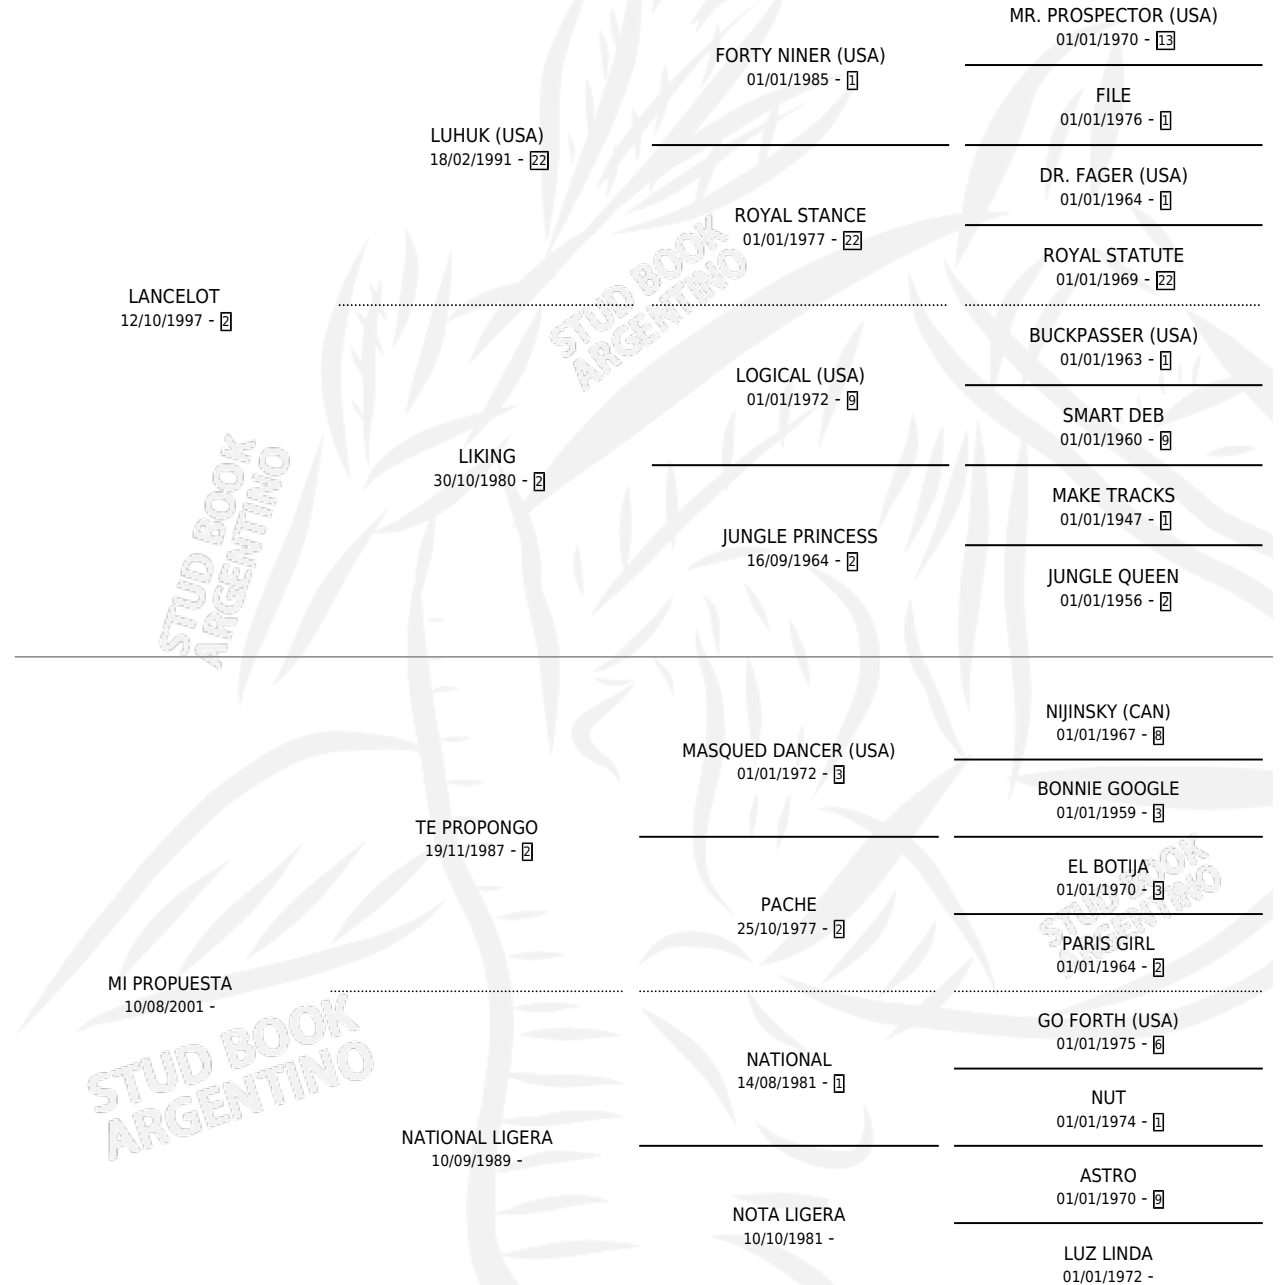 MR. PROSPECTOR (USA)
01/01/1970 - 13
FORTY NINER (USA)
01/01/1985 - 1
FILE
01/01/1976 - 1
LUHUK (USA)
18/02/1991 - 22
DR. FAGER (USA)
01/01/1964 - 1
ROYAL STANCE
01/01/1977 - 22
ROYAL STATUTE
01/01/1969 - 22
LANCELOT
12/10/1997 - 2
STUD BOOK
ARGENTINO
BUCKPASSER (USA)
01/01/1963 - 1
LOGICAL (USA)
01/01/1972 - 9
SMART DEB
01/01/1960 - 9
LIKING
30/10/1980 - 2
MAKE TRACKS
01/01/1947 - 1
JUNGLE PRINCESS
16/09/1964 - 2
JUNGLE QUEEN
01/01/1956 - 2
STUD BOOK
ARGENTINO
NIJINSKY (CAN)
01/01/1967 - 8
MASQUED DANCER (USA)
01/01/1972 - 3
BONNIE GOOGLE
01/01/1959 - 3
TE PROPONGO
19/11/1987 - 2
EL BOTIJA
01/01/1970 - 3
PACHE
25/10/1977 - 2
PARIS GIRL
01/01/1964 - 2
STUD BOOK
ARGENTINO
MI PROPUESTA
10/08/2001 -
GO FORTH (USA)
01/01/1975 - 6
NATIONAL
14/08/1981 - 1
NUT
01/01/1974 - 1
STUD BOOK
ARGENTINO
NATIONAL LIGERA
10/09/1989 -
ASTRO
01/01/1970 - 9
NOTA LIGERA
10/10/1981 -
LUZ LINDA
01/01/1972 -